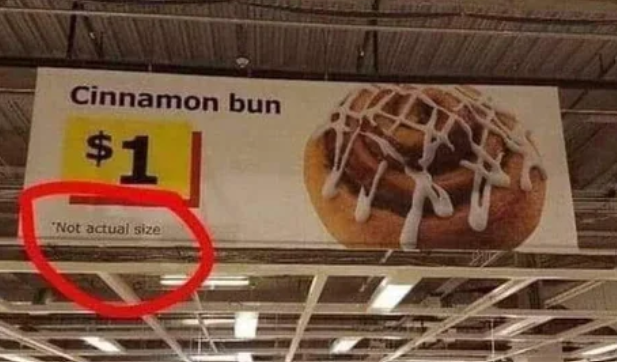 Cinnamon bun
$1
*Not actual size